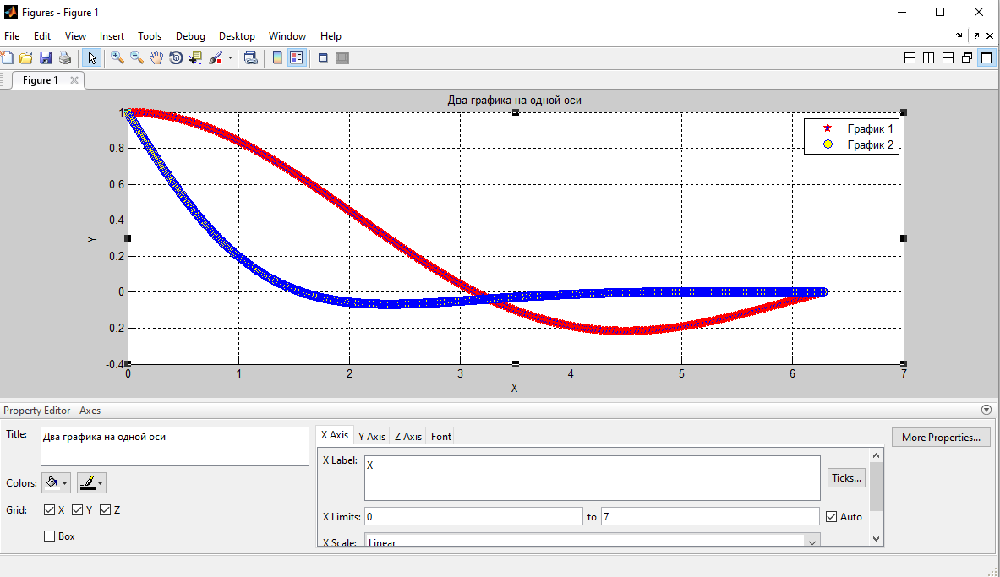 Figures - Figure 1
File Edit View Insert Tools Debug Desktop Window Help
Figure 1
Два графика на одной оси
1
0.8
0.6
0.4
0.2
0
-0.2
-0.4
Y
График 1
График 2
0 1 2 3 4 5 6 7
X
Property Editor - Axes
Title: Два графика на одной оси
Colors:
Grid: X Y Z
Box
X Axis Y Axis Z Axis Font
X Label: X
Ticks...
X Limits: 0 to 7 Auto
X Scale: Linear
More Properties...